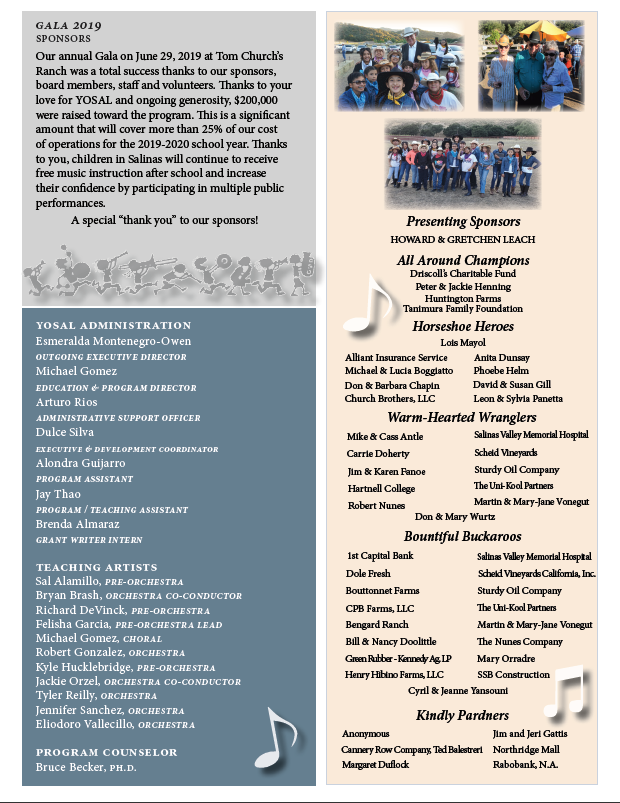 GALA 2019
SPONSORS
Our annual Gala on June 29, 2019 at Tom Church's
Ranch was a total success thanks to our sponsors,
board members, staff and volunteers. Thanks to your
love for YOSAL and ongoing generosity, $200,000
were raised toward the program. This is a significant
amount that will cover more than 25% of our cost
of operations for the 2019-2020 school year. Thanks
to you, children in Salinas will continue to receive
free music instruction after school and increase
their confidence by participating in multiple public
performances.
A special "thank you" to our sponsors!
YOSAL ADMINISTRATION
Esmeralda Montenegro-Owen
OUTGOING EXECUTIVE DIRECTOR
Michael Gomez
EDUCATION & PROGRAM DIRECTOR
Arturo Rios
ADMINISTRATIVE SUPPORT OFFICER
Dulce Silva
EXECUTIVE & DEVELOPMENT COORDINATOR
Alondra Guijarro
PROGRAM ASSISTANT
Jay Thao
PROGRAM / TEACHING ASSISTANT
Brenda Almaraz
GRANT WRITER INTERN
TEACHING ARTISTS
Sal Alamillo, PRE-ORCHESTRA
Bryan Brash, ORCHESTRA CO-CONDUCTOR
Richard DeVinck, PRE-ORCHESTRA
Felisha Garcia, PRE-ORCHESTRA LEAD
Michael Gomez, CHORAL
Robert Gonzalez, ORCHESTRA
Kyle Hucklebridge, PRE-ORCHESTRA
Jackie Orzel, ORCHESTRA CO-CONDUCTOR
Tyler Reilly, ORCHESTRA
Jennifer Sanchez, ORCHESTRA
Eliodoro Vallecillo, ORCHESTRA
PROGRAM COUNSELOR
Bruce Becker, PH.D.
Presenting Sponsors
HOWARD & GRETCHEN LEACH
All Around Champions
Driscoll's Charitable Fund
Peter & Jackie Henning
Huntington Farms
Tanimura Family Foundation
Horseshoe Heroes
Lois Mayol
Alliant Insurance Service
Michael & Lucia Boggiatto
Don & Barbara Chapin
Church Brothers, LLC
Anita Dunsay
Phoebe Helm
David & Susan Gill
Leon & Sylvia Panetta
Warm-Hearted Wranglers
Mike & Cass Antle
Carrie Doherty
Jim & Karen Fanoe
Hartnell College
Robert Nunes
Salinas Valley Memorial Hospital
Scheid Vineyards
Sturdy Oil Company
The Uni-Kool Partners
Martin & Mary-Jane Vonegut
Don & Mary Wurtz
Bountiful Buckaroos
1st Capital Bank
Dole Fresh
Bouttonnet Farms
CPB Farms, LLC
Bengard Ranch
Bill & Nancy Doolittle
Green Rubber - Kennedy Ag, LP
Henry Hibino Farms, LLC
Salinas Valley Memorial Hospital
Scheid Vineyards California, Inc.
Sturdy Oil Company
The Uni-Kool Partners
Martin & Mary-Jane Vonegut
The Nunes Company
Mary Orradre
SSB Construction
Cyril & Jeanne Yansouni
Kindly Pardners
Anonymous
Cannery Row Company, Ted Balestreri
Margaret Duflock
Jim and Jeri Gattis
Northridge Mall
Rabobank, N.A.